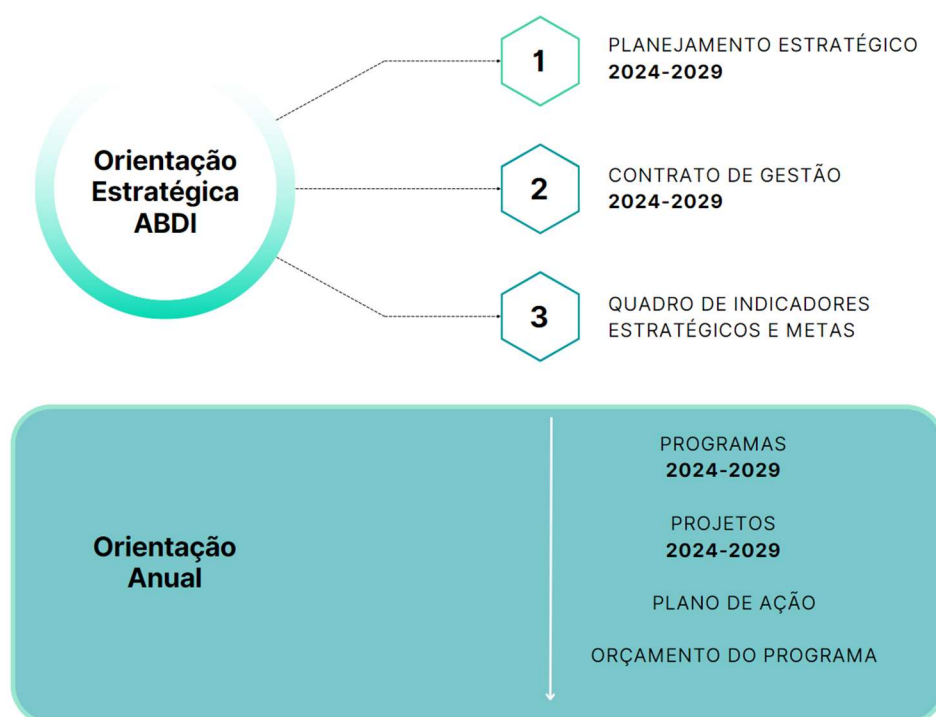 Orientação
Estratégica
ABDI
1
PLANEJAMENTO ESTRATÉGICO
2024-2029
2
CONTRATO DE GESTÃO
2024-2029
3
QUADRO DE INDICADORES
ESTRATÉGICOS E METAS
Orientação
Anual
PROGRAMAS
2024-2029
PROJETOS
2024-2029
PLANO DE AÇÃO
ORÇAMENTO DO PROGRAMA